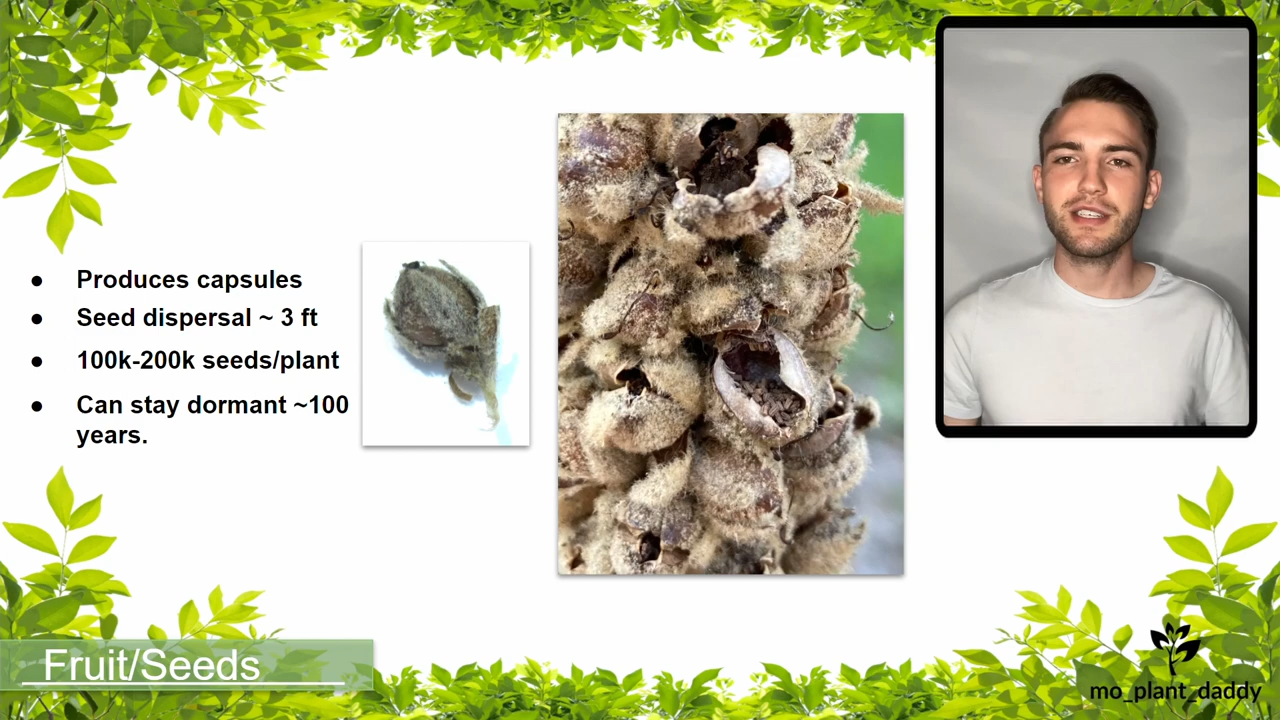 ● Produces capsules
● Seed dispersal ~ 3 ft
● 100k-200k seeds/plant
● Can stay dormant ~100
years.
Fruit/Seeds
mo_plant_daddy